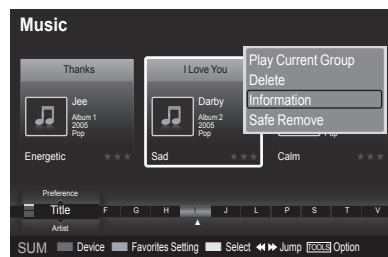 Music
Thanks
I Love You
Play Current Group
Delete
Information
Safe Remove
Jee
Album 1
2005
Pop
Darby
Album 2
2005
Pop
Pop
Energetic
Sad
Calm
Preference
Title F G H I J L P S T V
Artist
SUM Device Favorites Setting Select Jump TOOLS Option